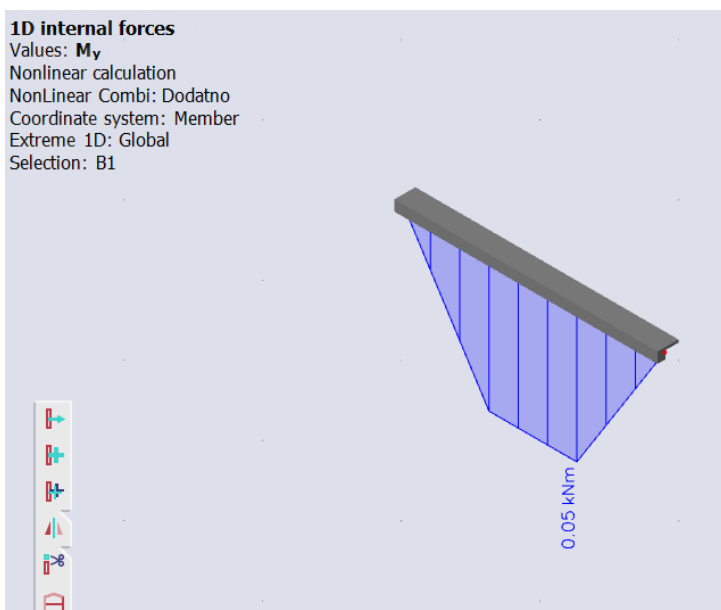 1D internal forces
Values: My
Nonlinear calculation
NonLinear Combi: Dodatno
Coordinate system: Member
Extreme 1D: Global
Selection: B1
0.05 kNm